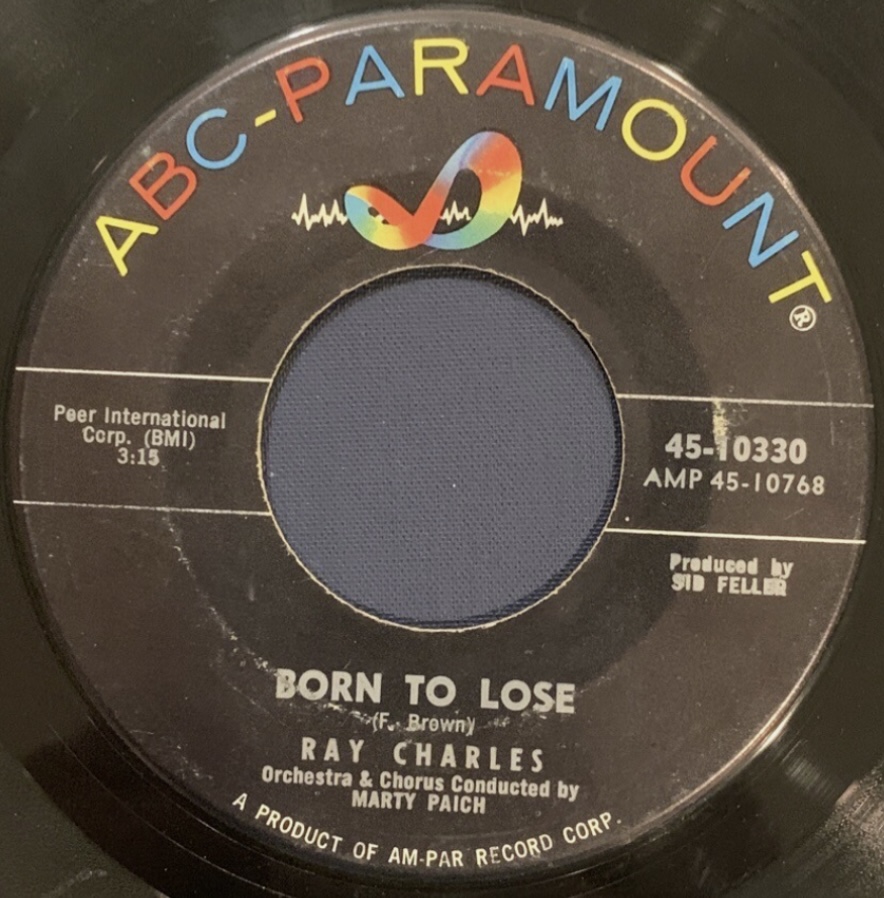 ABC-PARAMOUNT®
Peer International
Corp. (BMI)
3:15
45-10330
AMP 45-10768
Produced by
SID FELLER
BORN TO LOSE
(F. Brown)
RAY CHARLES
Orchestra & Chorus Conducted by
MARTY PAICH
A PRODUCT OF AM-PAR RECORD CORP.